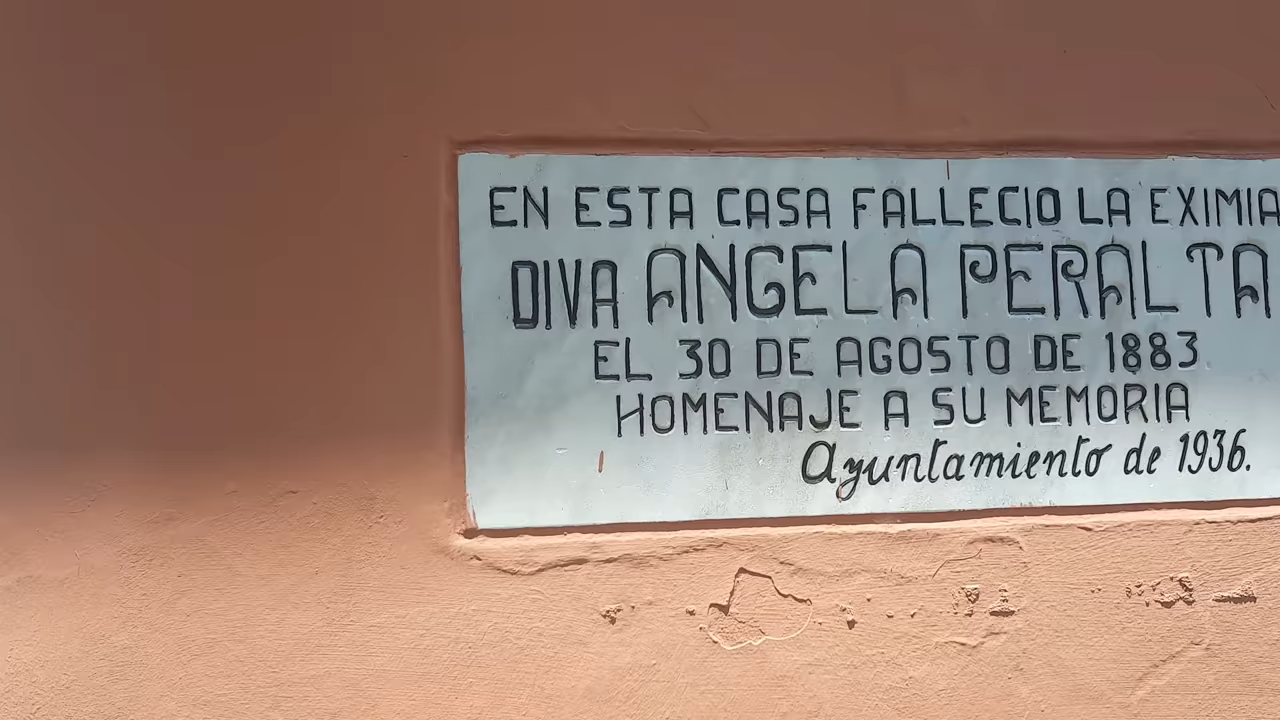 EN ESTA CASA FALLECIO LA EXIMIA
DIVA ANGELA PERALTA
EL 30 DE AGOSTO DE 1883
HOMENAJE A SU MEMORIA
Ayuntamiento de 1936.